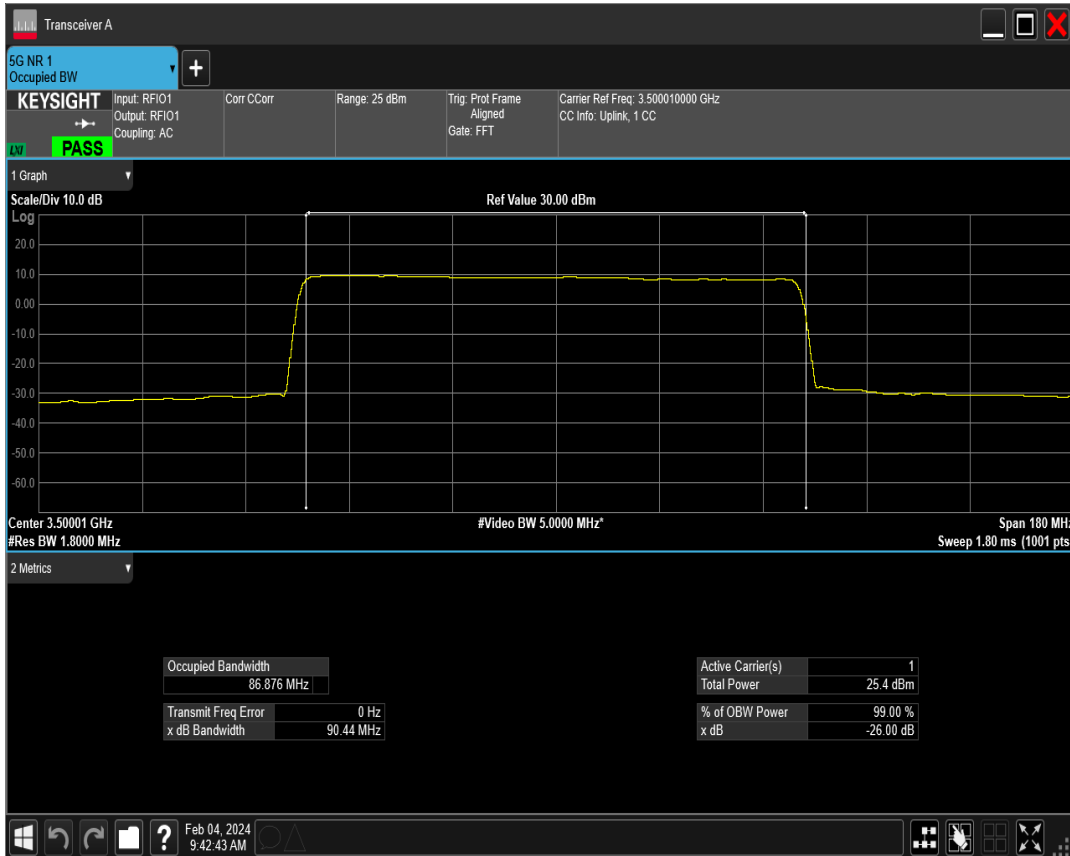 Transceiver A
5G NR 1
Occupied BW
+
KEYSIGHT
LXI
PASS
Input: RFIO1
Output: RFIO1
Coupling: AC
Corr CCorr
Range: 25 dBm
Trig: Prot Frame
Aligned
Gate: FFT
Carrier Ref Freq: 3.500010000 GHz
CC Info: Uplink, 1 CC
1 Graph
Scale/Div 10.0 dB
Ref Value 30.00 dBm
Log
20.0
10.0
0.00
-10.0
-20.0
-30.0
-40.0
-50.0
-60.0
Center 3.50001 GHz
#Video BW 5.0000 MHz*
Span 180 MHz
#Res BW 1.8000 MHz
Sweep 1.80 ms (1001 pts
2 Metrics
Occupied Bandwidth
86.876 MHz
Transmit Freq Error 0 Hz
x dB Bandwidth 90.44 MHz
Active Carrier(s) 1
Total Power 25.4 dBm
% of OBW Power 99.00 %
x dB -26.00 dB
?
Feb 04, 2024
9:42:43 AM